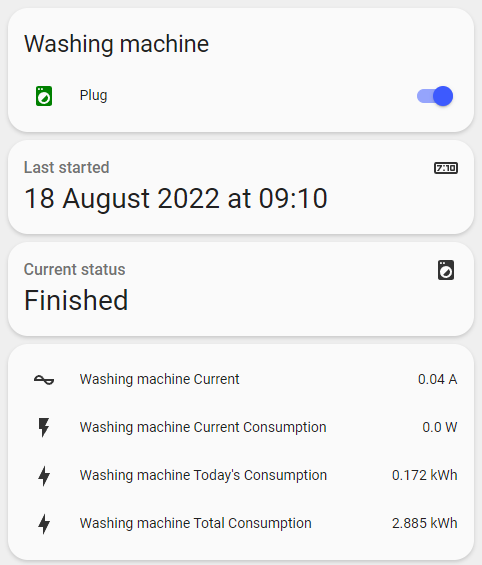 Washing machine
Plug
Last started
7:10
18 August 2022 at 09:10
Current status
Finished
Washing machine Current 0.04 A
Washing machine Current Consumption 0.0 W
Washing machine Today's Consumption 0.172 kWh
Washing machine Total Consumption 2.885 kWh